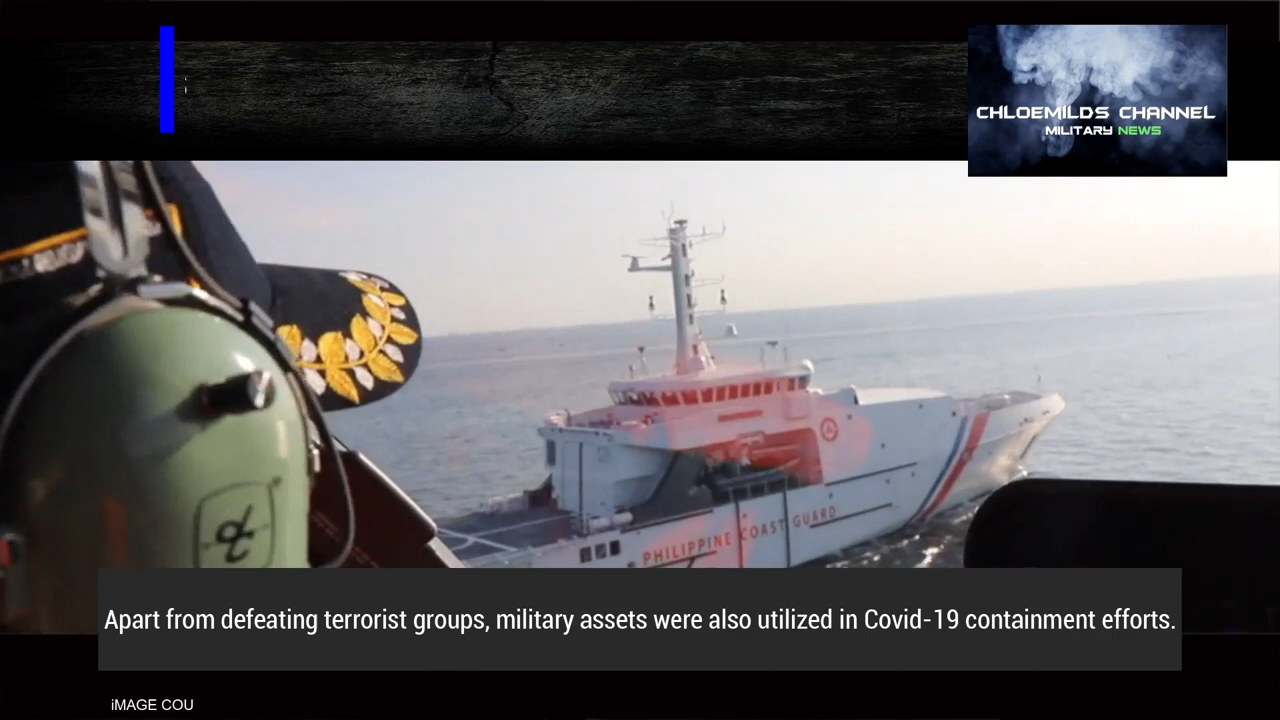 CHLOEMILDS CHANNEL
MILITARY NEWS
PHILIPPINE COAST GUARD
Apart from defeating terrorist groups, military assets were also utilized in Covid-19 containment efforts.
iMAGE COU